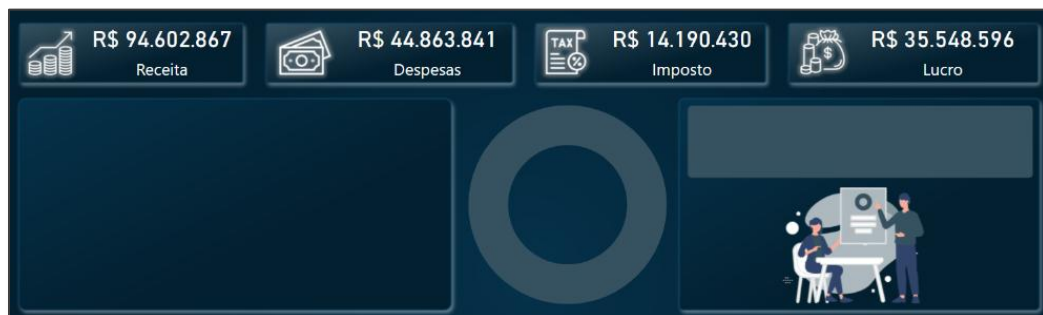 R$ 94.602.867
Receita
R$ 44.863.841
Despesas
TAX
R$ 14.190.430
Imposto
R$ 35.548.596
Lucro